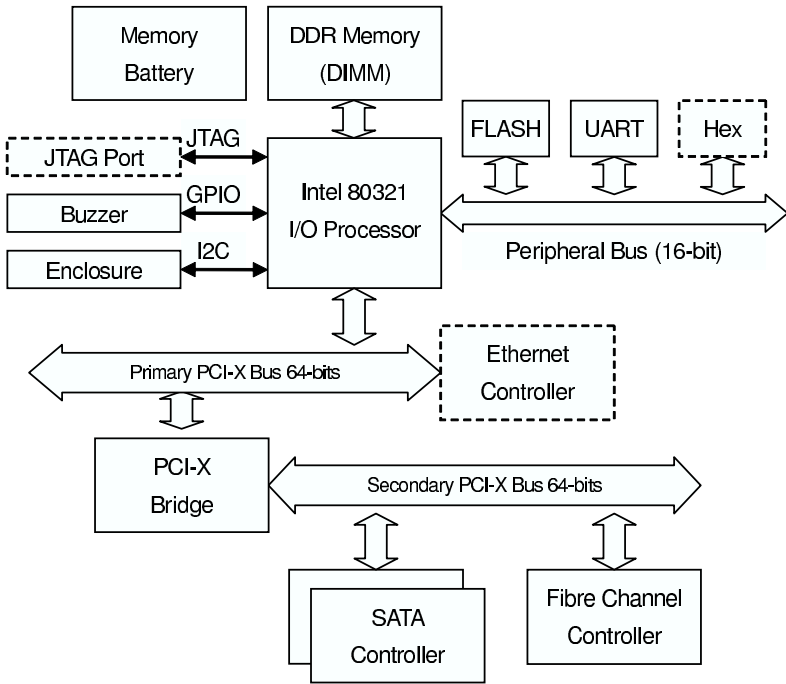 Memory
Battery
DDR Memory
(DIMM)
FLASH
UART
Hex
JTAG
JTAG Port
GPIO
Buzzer
I2C
Enclosure
Intel 80321
I/O Processor
Peripheral Bus (16-bit)
Primary PCI-X Bus 64-bits
Ethernet
Controller
PCI-X
Bridge
Secondary PCI-X Bus 64-bits
SATA
Controller
Fibre Channel
Controller